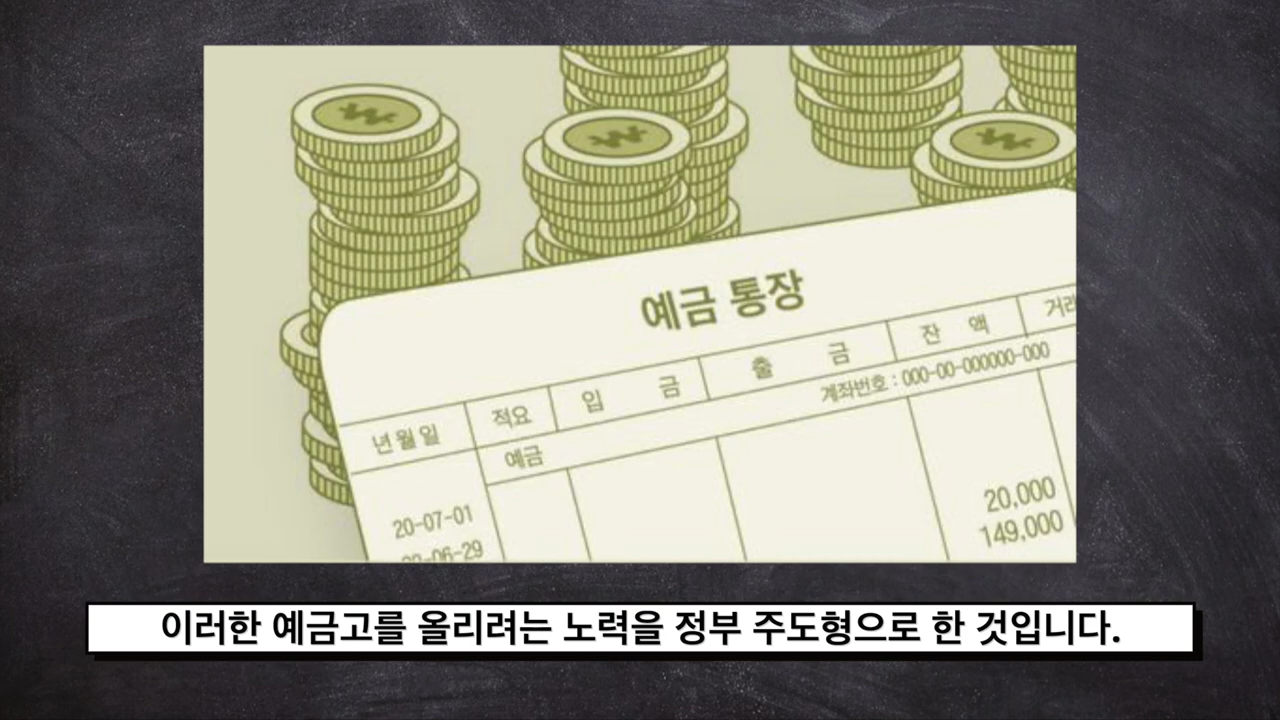 ₩ ₩ ₩
예금 통장
년월일 적요 입 금 출 금 잔 액 거래
예금 계좌번호 : 000-00-000000-000
20-07-01 20,000
149,000
이러한 예금고를 올리려는 노력을 정부 주도형으로 한 것입니다.